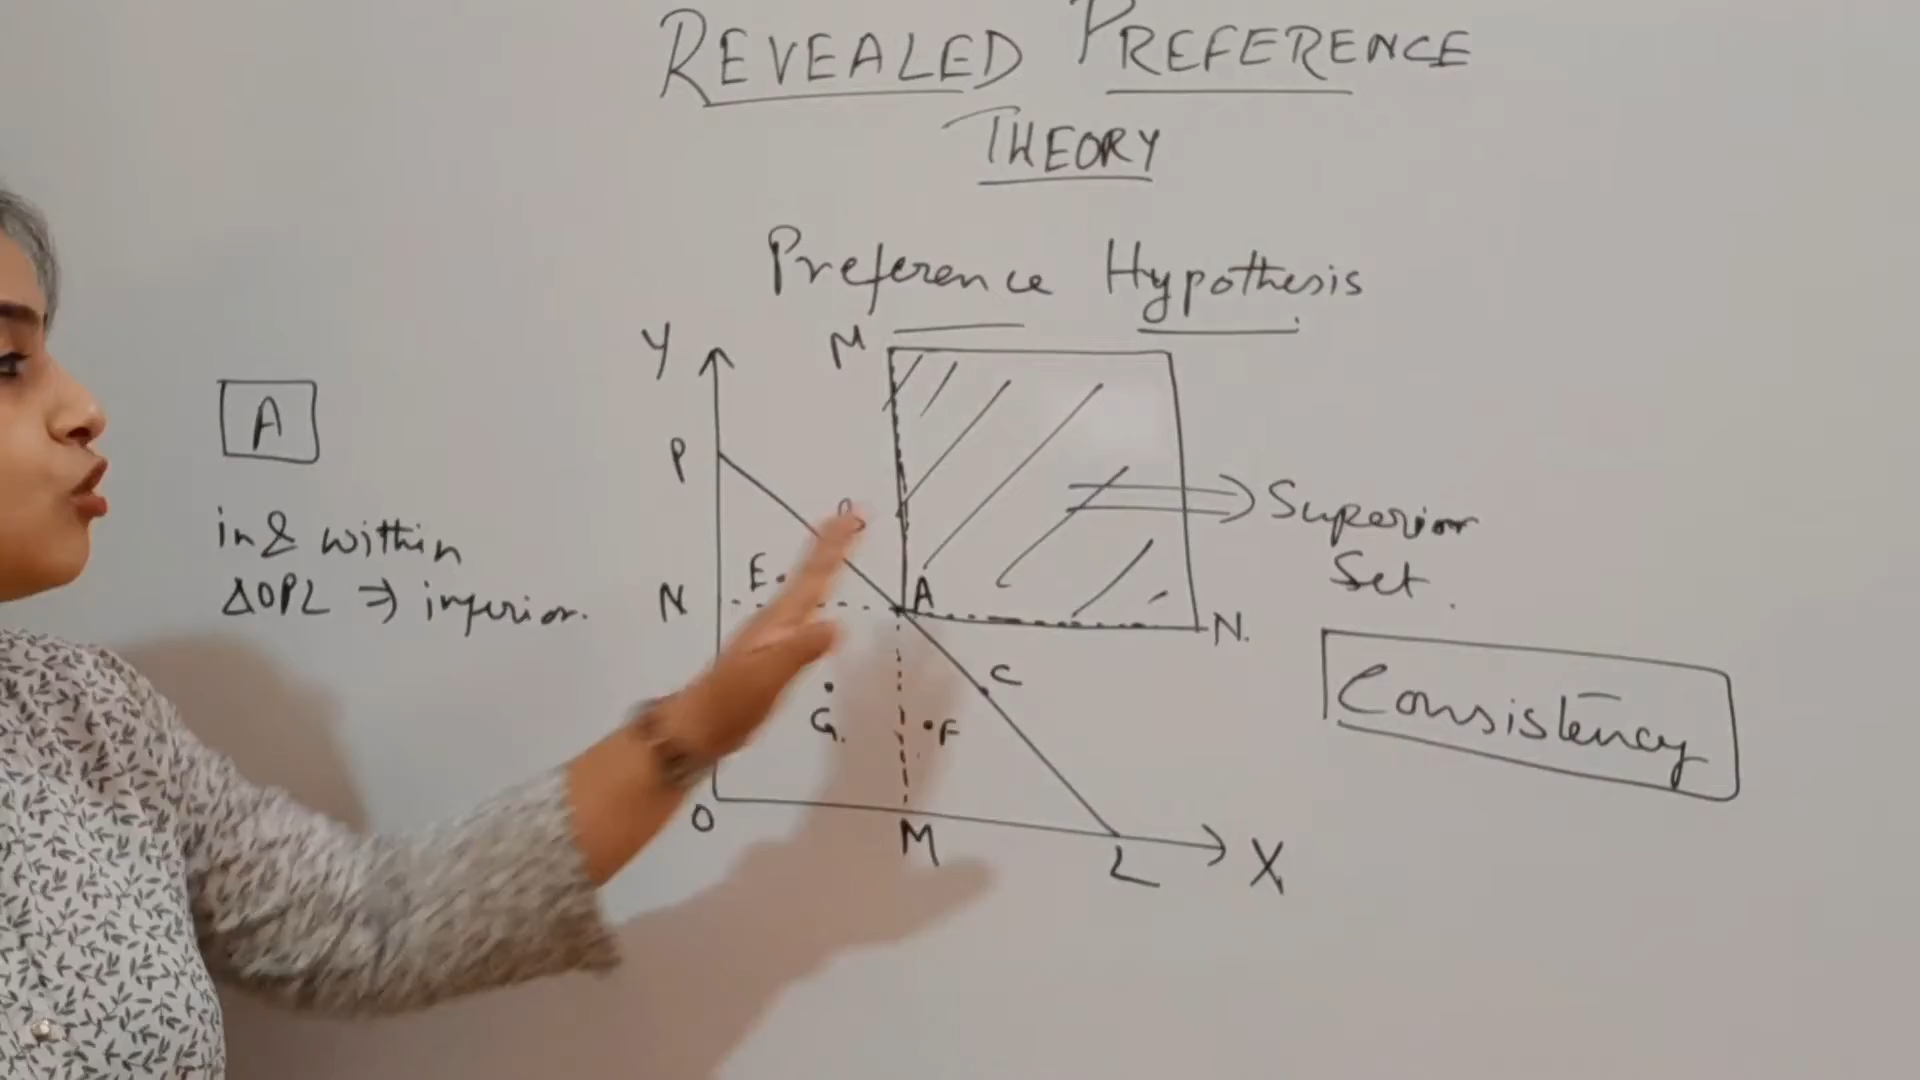 REVEALED PREFERENCE
THEORY
Preference Hypothesis
Y
M
P
A
in & within
ΔOPL ⇒ inferior.
B
E.
N
A
Superior
Set.
N.
C
G.
F
Consistency
O
M
L
X